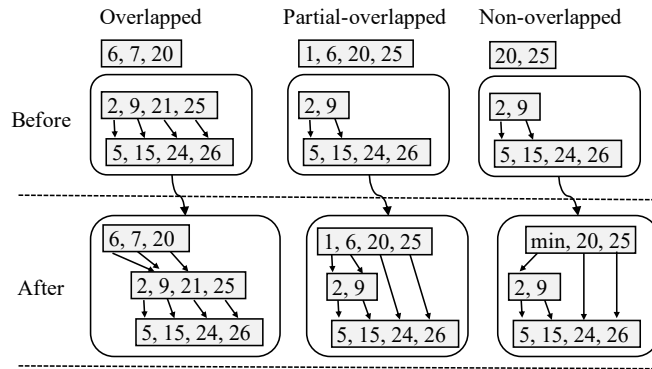 Overlapped Partial-overlapped Non-overlapped
6, 7, 20 1, 6, 20, 25 20, 25
Before
2, 9, 21, 25 2, 9 2, 9
5, 15, 24, 26 5, 15, 24, 26 5, 15, 24, 26
After
6, 7, 20 1, 6, 20, 25 min, 20, 25
2, 9, 21, 25 2, 9 2, 9
5, 15, 24, 26 5, 15, 24, 26 5, 15, 24, 26